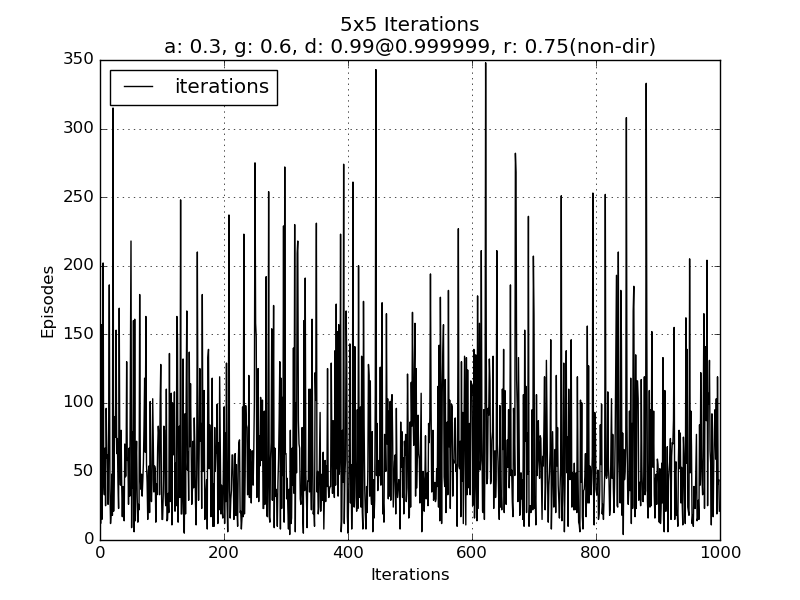 5x5 Iterations
a: 0.3, g: 0.6, d: 0.99@0.999999, r: 0.75(non-dir)
iterations
350
300
250
200
150
100
50
0
Episodes
0 200 400 600 800 1000
Iterations